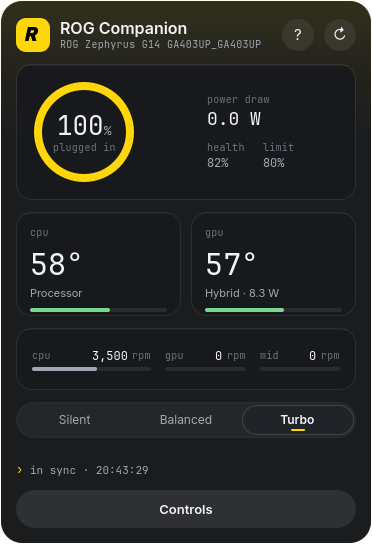 R ROG Companion ?
ROG Zephyrus G14 GA403UP_GA403UP
100%
plugged in
power draw
0.0 W
health limit
82% 80%
cpu
58°
Processor
gpu
57°
Hybrid · 8.3 W
cpu 3,500 rpm gpu 0 rpm mid 0 rpm
Silent Balanced Turbo
› in sync · 20:43:29
Controls